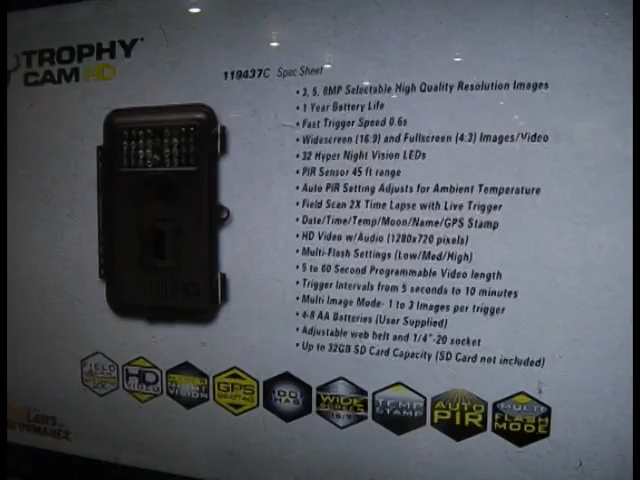 TROPHY
CAM HD
119437C Spec Sheet
• 3, 5, 8MP Selectable High Quality Resolution Images
• 1 Year Battery Life
• Fast Trigger Speed 0.6s
• Widescreen (16:9) and Fullscreen (4:3) Images/Video
• 32 Hyper Night Vision LEDs
• PIR Sensor 45 ft range
• Auto PIR Setting Adjusts for Ambient Temperature
• Field Scan 2X Time Lapse with Live Trigger
• Date/Time/Temp/Moon/Name/GPS Stamp
• HD Video w/Audio (1280x720 pixels)
• Multi-Flash Settings (Low/Med/High)
• 5 to 60 Second Programmable Video length
• Trigger Intervals from 5 seconds to 10 minutes
• Multi Image Mode- 1 to 3 Images per trigger
• 4-8 AA Batteries (User Supplied)
• Adjustable web belt and 1/4"-20 socket
• Up to 32GB SD Card Capacity (SD Card not included)
FIELD
HD
VIDEO
VISION
GPS
WIDE
TEMP
STAMP
AUTO
PIR
MULTI
FLASH
MODE
LAWS